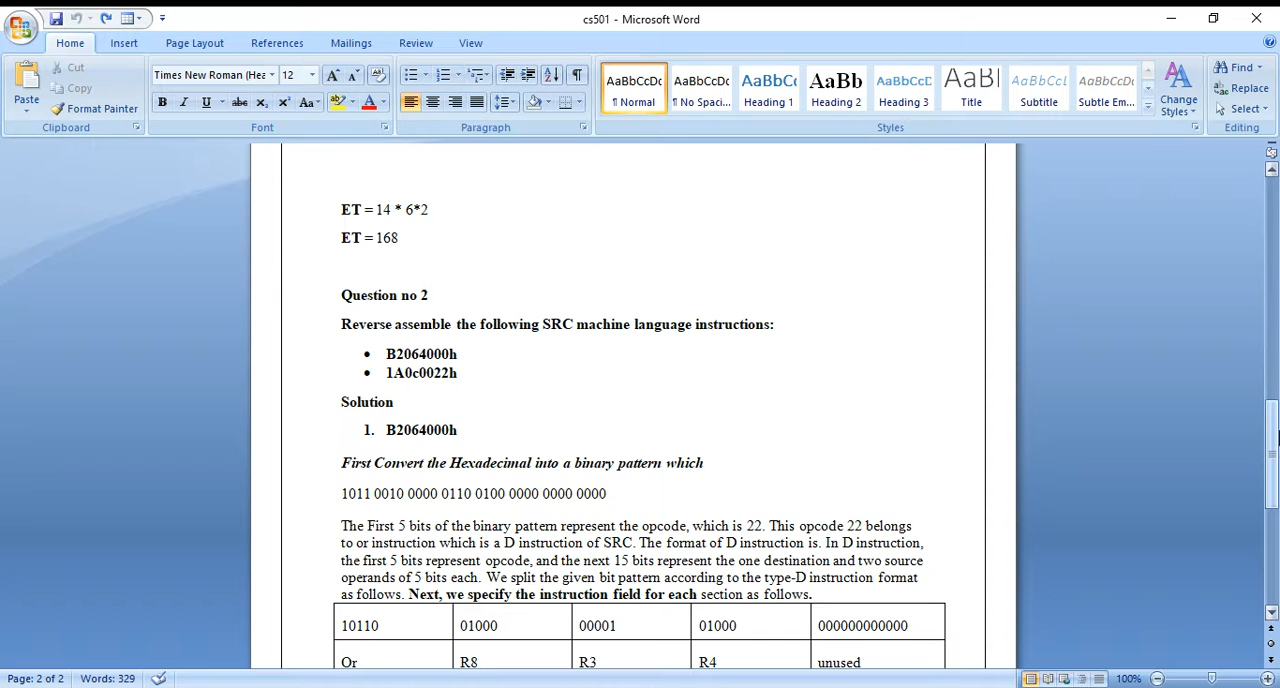 cs501 - Microsoft Word
Home Insert Page Layout References Mailings Review View
Paste
Cut
Copy
Format Painter
Clipboard
Times New Roman (Hea 12
B I U abc X₂ X² Aa
Font
Paragraph
AaBbCcDc AaBbCcDc AaBbCc AaBb AaBbCcD AaBl AaBbCcL AaBbCcDc
¶ Normal ¶ No Spaci... Heading 1 Heading 2 Heading 3 Title Subtitle Subtle Em...
Change
Styles
Styles
Find
Replace
Select
Editing
ET = 14 * 6*2
ET = 168
Question no 2
Reverse assemble the following SRC machine language instructions:
• B2064000h
• 1A0c0022h
Solution
1. B2064000h
First Convert the Hexadecimal into a binary pattern which
1011 0010 0000 0110 0100 0000 0000 0000
The First 5 bits of the binary pattern represent the opcode, which is 22. This opcode 22 belongs
to or instruction which is a D instruction of SRC. The format of D instruction is. In D instruction,
the first 5 bits represent opcode, and the next 15 bits represent the one destination and two source
operands of 5 bits each. We split the given bit pattern according to the type-D instruction format
as follows. Next, we specify the instruction field for each section as follows.
10110 01000 00001 01000 000000000000
Or R8 R3 R4 unused
Page: 2 of 2 Words: 329 100%